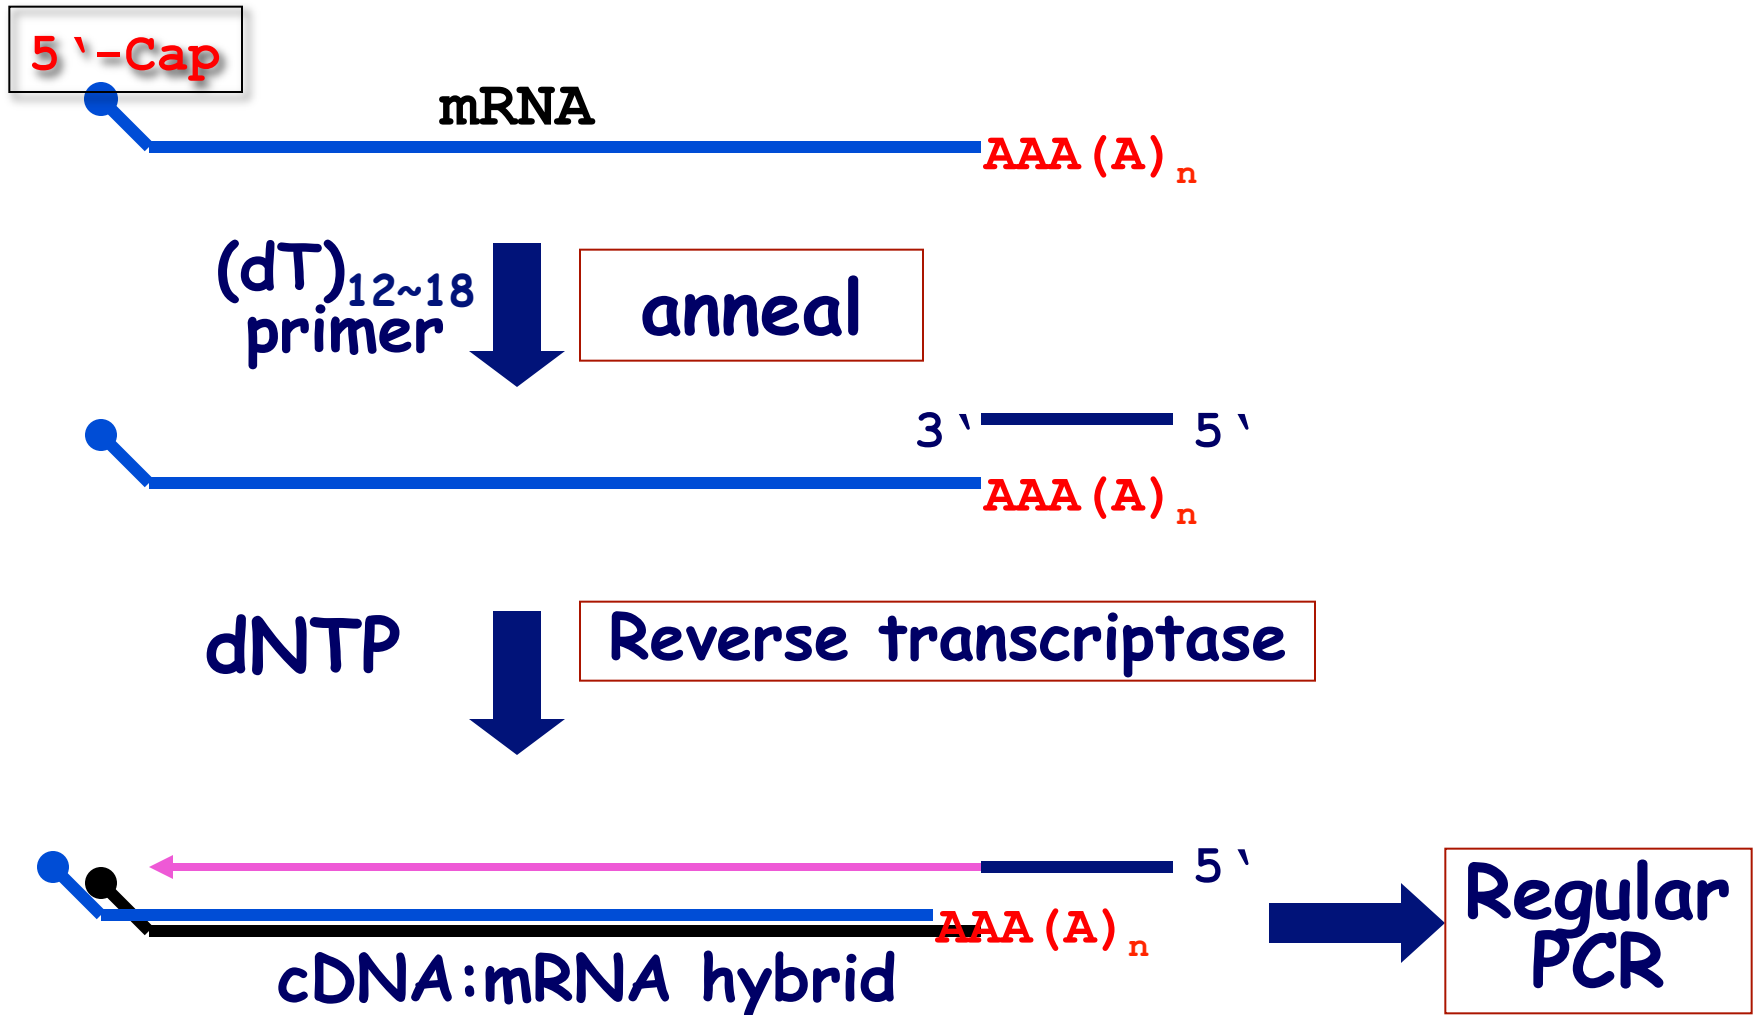 5‘-Cap
mRNA
AAA(A)n
(dT)12~18
primer
anneal
3‘ 5‘
AAA(A)n
dNTP
Reverse transcriptase
5‘
AAA(A)n
cDNA:mRNA hybrid
Regular
PCR